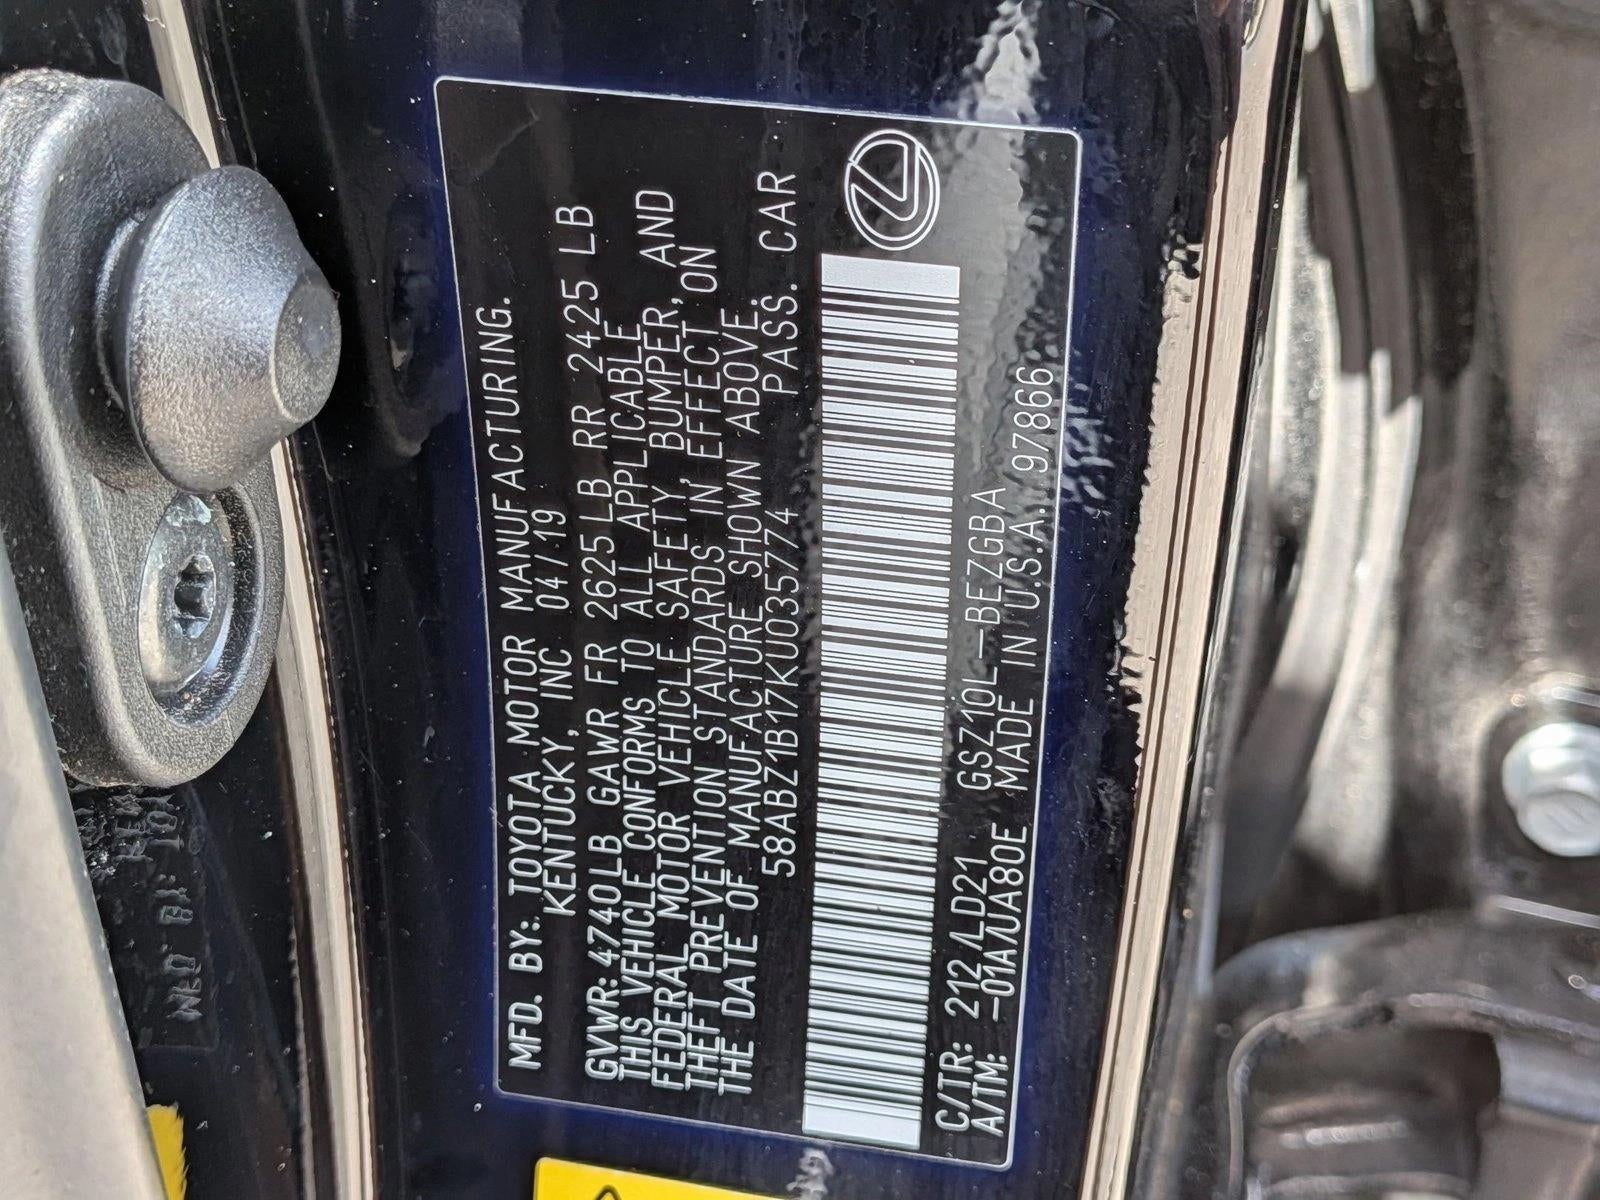 MFD. BY: TOYOTA MOTOR MANUFACTURING.
KENTUCKY, INC 04/19
GVWR: 4740LB GAWR FR 2625LB RR 2425 LB
THIS VEHICLE CONFORMS TO ALL APPLICABLE
FEDERAL MOTOR VEHICLE SAFETY, BUMPER, AND
THEFT PREVENTION STANDARDS IN EFFECT ON
THE DATE OF MANUFACTURE SHOWN ABOVE.
58ABZ1B17KU035774 PASS. CAR
C/TR: 212/LD21 GSZ10L-BEZGBA
A/TM: -01A/UA80E MADE IN U.S.A. 97866